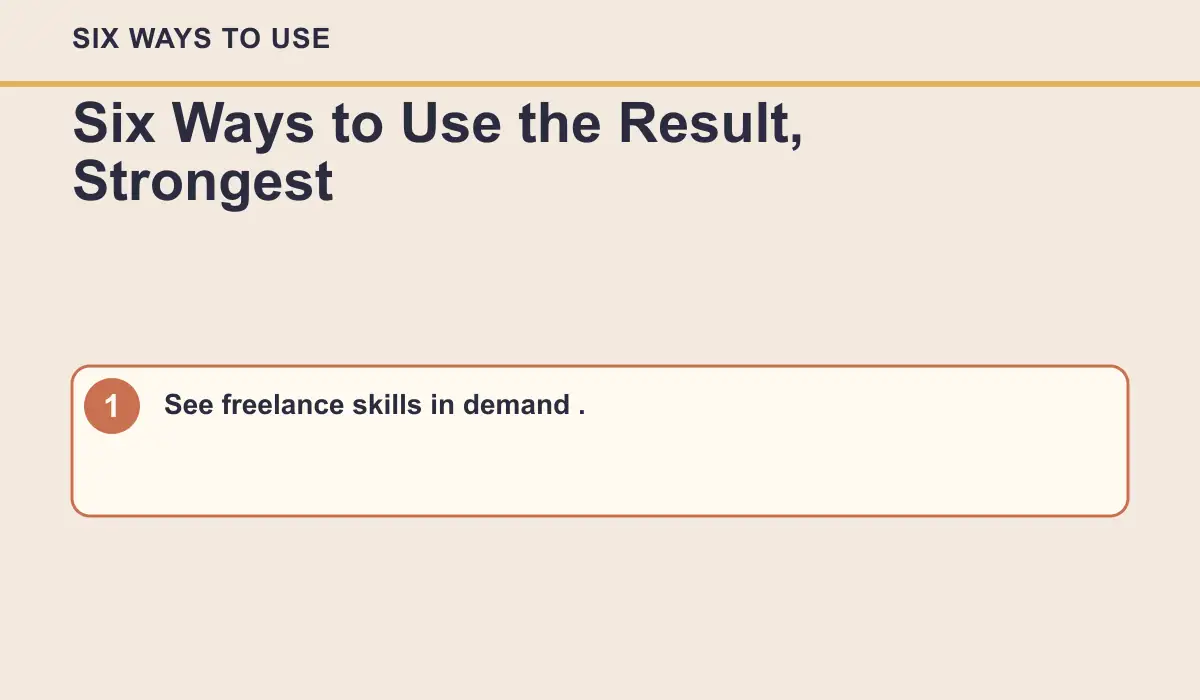 SIX WAYS TO USE
Six Ways to Use the Result,
Strongest
1
See freelance skills in demand .